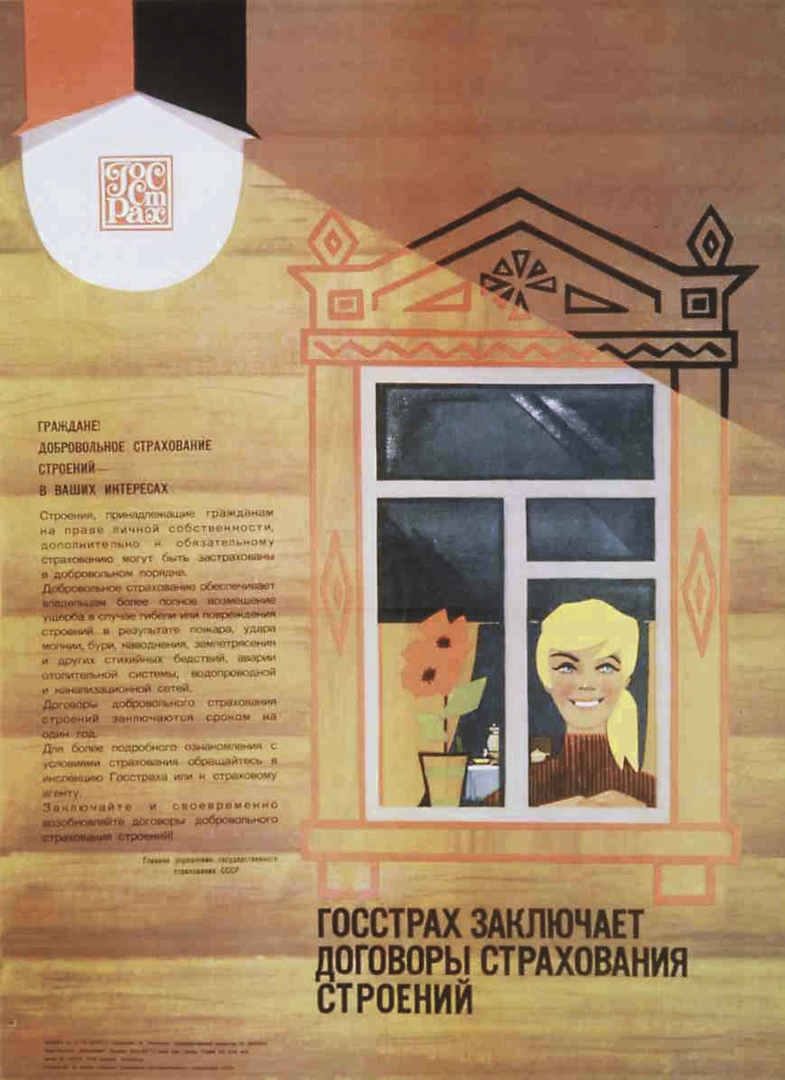 Гос
Ст
Рах
ГРАЖДАНЕ!
ДОБРОВОЛЬНОЕ СТРАХОВАНИЕ
СТРОЕНИЙ—
В ВАШИХ ИНТЕРЕСАХ
Строения, принадлежащие гражданам
на праве личной собственности,
дополнительно к обязательному
страхованию могут быть застрахованы
в добровольном порядке.
Добровольное страхование обеспечивает
владельцам более полное возмещение
ущерба в случае гибели или повреждения
строений в результате пожара, удара
молнии, бури, наводнения, землетрясения
и других стихийных бедствий, аварии
отопительной системы, водопроводной
и канализационной сетей.
Договоры добровольного страхования
строений заключаются сроком на
один год.
Для более подробного ознакомления с
условиями страхования обращайтесь в
инспекцию Госстраха или к страховому
агенту.
Заключайте и своевременно
возобновляйте договоры добровольного
страхования строений!
Главное управление государственного
страхования СССР
ГОССТРАХ ЗАКЛЮЧАЕТ
ДОГОВОРЫ СТРАХОВАНИЯ
СТРОЕНИЙ